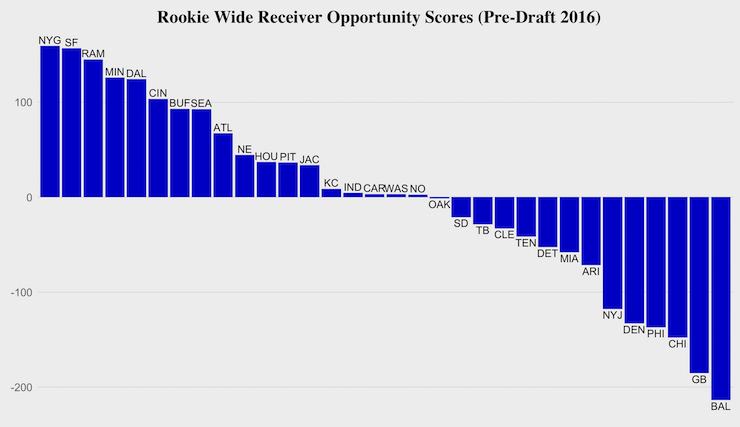 Rookie Wide Receiver Opportunity Scores (Pre-Draft 2016)
NYG SF
RAM
MIN DAL
CIN
BUF SEA
100
ATL
NE
HOU PIT JAC
KC IND CAR WAS NO
0
OAK
SD
TB CLE
TEN
DET MIA
ARI
-100
NYJ
DEN PHI
CHI
GB
-200
BAL